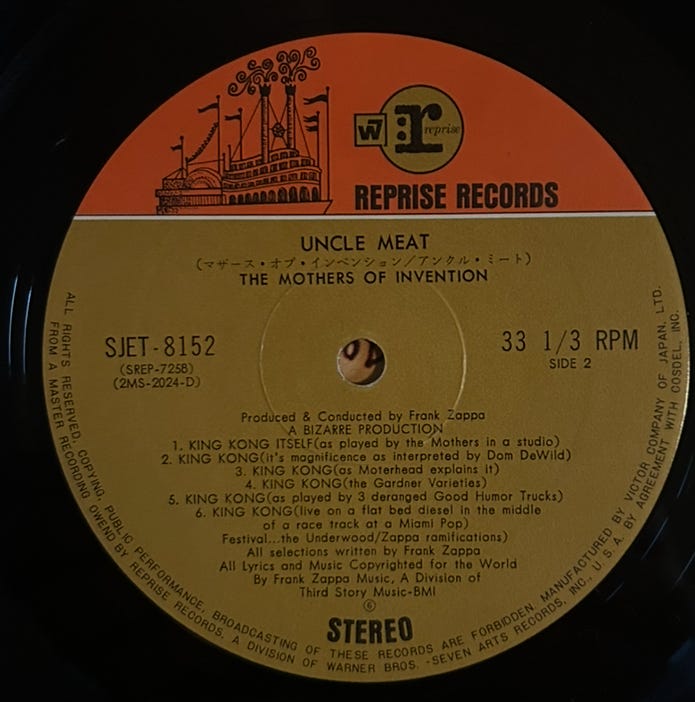 W7 r: reprise
REPRISE RECORDS
UNCLE MEAT
(マザース・オブ・インベンション/アンクル・ミート)
THE MOTHERS OF INVENTION
SJET-8152
(SREP-7258)
(2MS-2024-D)
33 1/3 RPM
SIDE 2
Produced & Conducted by Frank Zappa
A BIZARRE PRODUCTION
1. KING KONG ITSELF(as played by the Mothers in a studio)
2. KING KONG(it's magnificence as interpreted by Dom DeWild)
3. KING KONG(as Moterhead explains it)
4. KING KONG(the Gardner Varieties)
5. KING KONG(as played by 3 deranged Good Humor Trucks)
6. KING KONG(live on a flat bed diesel in the middle
of a race track at a Miami Pop)
Festival...the Underwood/Zappa ramifications)
All selections written by Frank Zappa
All Lyrics and Music Copyrighted for the World
By Frank Zappa Music, A Division of
Third Story Music-BMI
⑥
STEREO
ALL RIGHTS RESERVED. COPYING, PUBLIC PERFORMANCE, BROADCASTING OF THESE RECORDS ARE FORBIDDEN. MANUFACTURED BY VICTOR COMPANY OF JAPAN, LTD.
FROM A MASTER RECORDING OWEND BY REPRISE RECORDS, A DIVISION OF WARNER BROS. -SEVEN ARTS RECORDS, INC., U. S. A. BY AGREEMENT WITH COSDEL, INC.